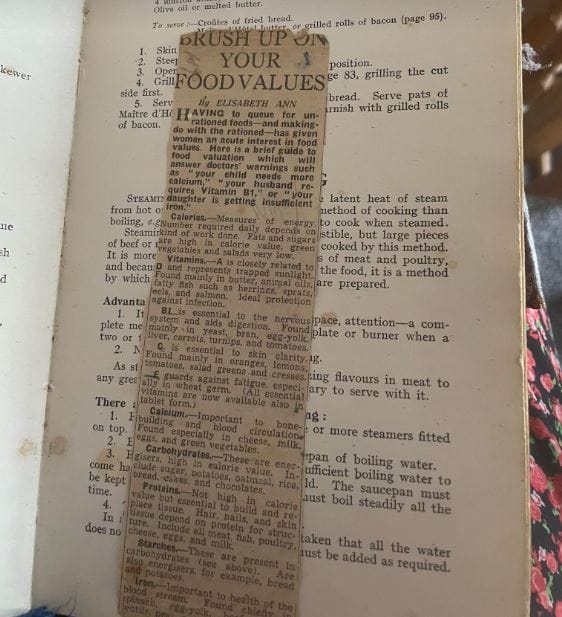 Olive oil or melted butter.
To serve:—Croûtes of fried bread.
butter, or grilled rolls of bacon (page 95).
1. Skin
2. Steep
position.
3. Open
ge 83, grilling the cut
4. Grill
side first.
5. Serv
bread. Serve pats of
Maître d'Hô
rnish with grilled rolls
of bacon.
kewer
ne
sh
d
BRUSH UP ON
YOUR
FOOD VALUES
By ELISABETH ANN
HAVING to queue for un-
rationed foods—and making-
do with the rationed—has given
women an acute interest in food
values. Here is a brief guide to
food valuation which will
answer doctors' warnings such
as "your child needs more
calcium," "your husband re-
quires Vitamin B1," or "your
daughter is getting insufficient
iron."
Calories.—Measures of energy.
Number required daily depends on
kind of work done. Fats and sugars
are high in calorie value, green
vegetables and salads very low.
Vitamins.—A is closely related to
D and represents trapped sunlight.
Found mainly in butter, animal oils,
fatty fish such as herrings, sprats,
eels, and salmon. Ideal protection
against infection.
B1 is essential to the nervous
system and aids digestion. Found
mainly in yeast, bran, egg-yolk,
liver, carrots, turnips, and tomatoes.
C is essential to skin clarity.
Found mainly in oranges, lemons,
tomatoes, salad greens and cresses.
E guards against fatigue, especi-
ally in wheat germ. (All essential
vitamins are now available also in
tablet form.)
Calcium.—Important to bone-
building and blood circulation.
Found especially in cheese, milk,
eggs, and green vegetables.
Carbohydrates.—These are ener-
gisers, high in calorie value. In-
clude sugar, potatoes, oatmeal, rice,
bread, cakes, and chocolates.
Proteins.—Not high in calorie
value but essential to build and re-
place tissue. Hair, nails, and skin
tissue depend on protein for struc-
ture. Include all meat, fish, poultry,
cheese, eggs, and milk.
Starches.—These are present in
carbohydrates (see above). Are
also energisers, for example, bread
and potatoes.
Iron.—Important to health of the
blood stream. Found chiefly in
spinach, egg-yolk,
lentils,
G
STEAMIN
latent heat of steam
from hot o
method of cooking than
boiling, e.g
to cook when steamed.
Steamin
stible, but large pieces
of beef or
cooked by this method.
It is more
s of meat and poultry,
and becau
the food, it is a method
by which
are prepared.
Advanta
1. It
pace, attention—a com-
plete me
plate or burner when a
two or t
2. N
ng.
As st
cing flavours in meat to
any gre
ary to serve with it.
There
ng:
1.
or more steamers fitted
on top.
2.
pan of boiling water.
3.
ufficient boiling water to
come ha
ld. The saucepan must
be kept
ust boil steadily all the
time.
4.
In
taken that all the water
does no
ust be added as required.